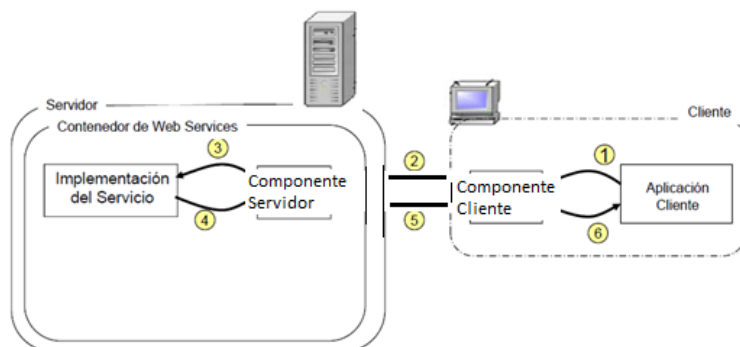 Servidor
Cliente
Contenedor de Web Services
3
2
1
Implementación
del Servicio
Componente
Servidor
Componente
Cliente
Aplicación
Cliente
4
5
6